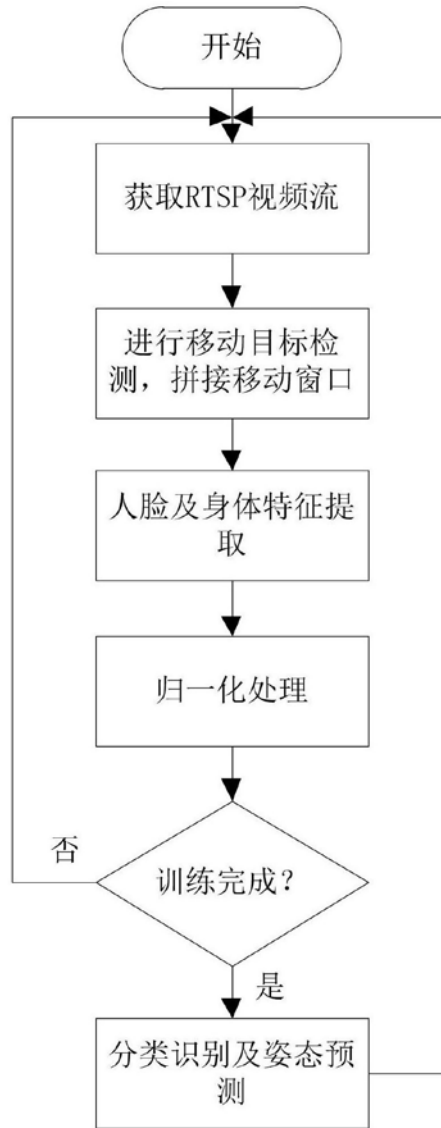 开始
获取RTSP视频流
进行移动目标检
测，拼接移动窗口
人脸及身体特征提
取
归一化处理
否
训练完成？
是
分类识别及姿态预
测